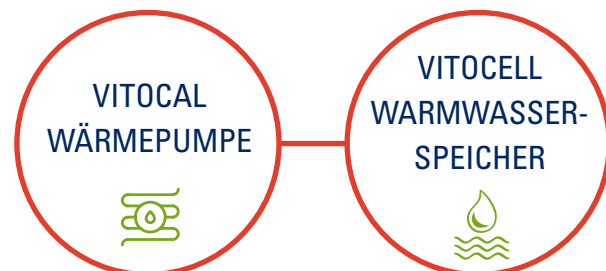 VITOCAL
WÄRMEPUMPE
VITOCELL
WARMWASSER-
SPEICHER